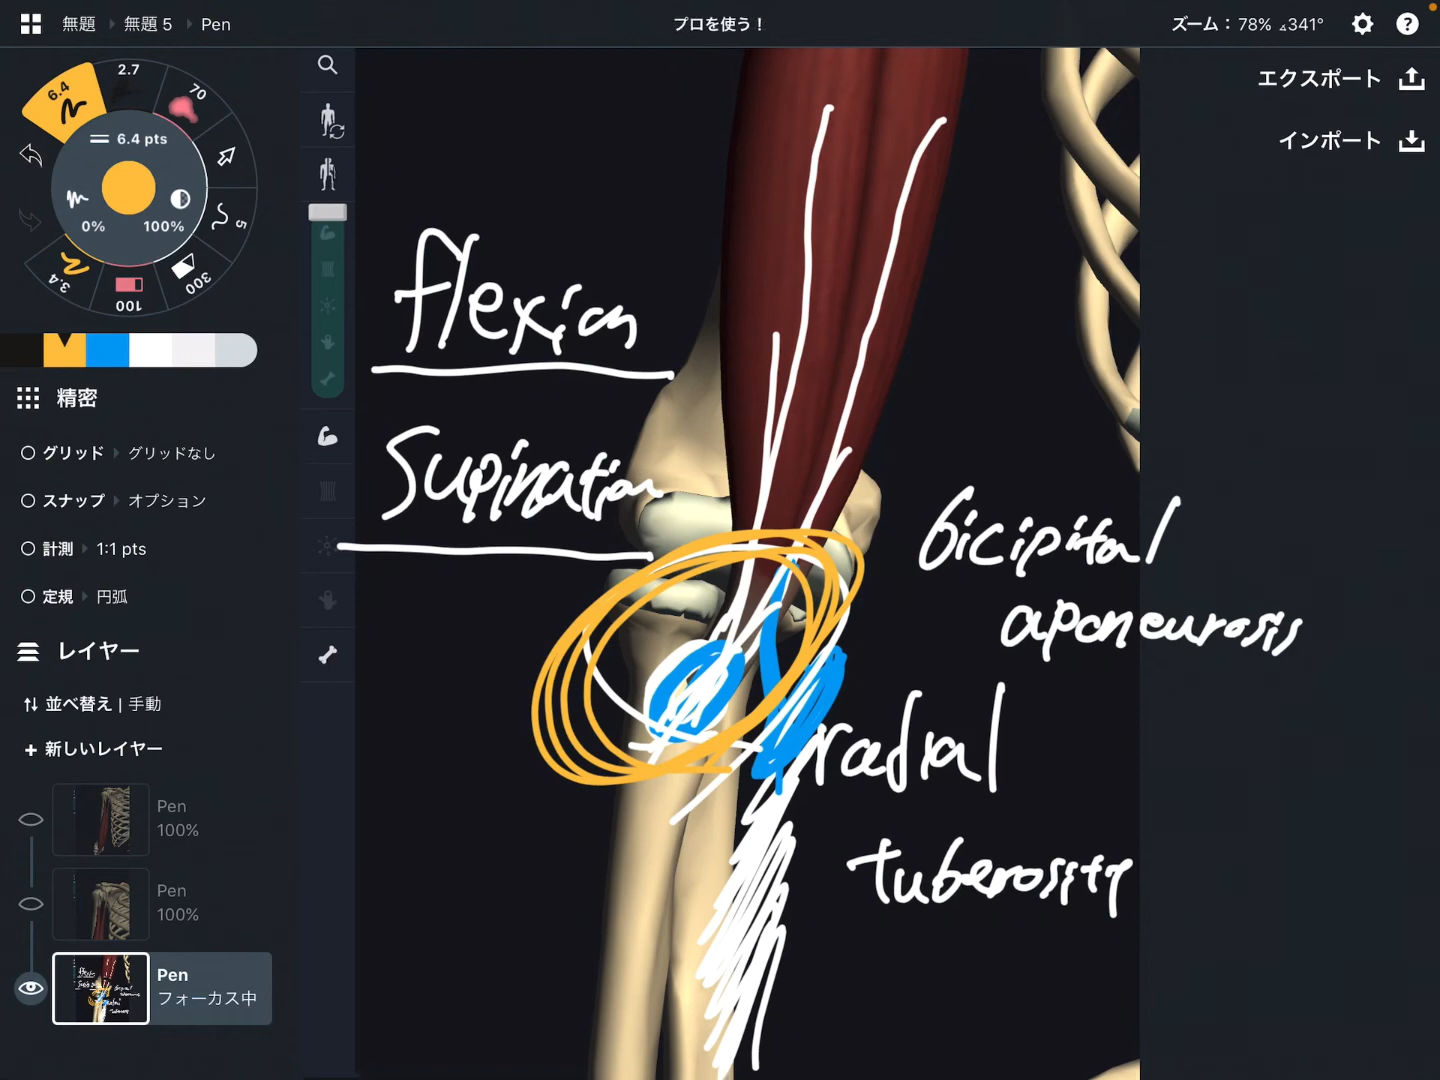 無題 無題 5 Pen
プロを使う！
ズーム： 78% ⊿341°
エクスポート
インポート
6.4
2.7
70
6.4 pts
0% 100%
5
300
100
3.4
精密
グリッド グリッドなし
スナップ オプション
計測 1:1 pts
定規 円弧
レイヤー
並べ替え | 手動
新しいレイヤー
Pen
100%
Pen
100%
Pen
フォーカス中
flexion
Supination
bicipital
aponeurosis
radial
tuberosity